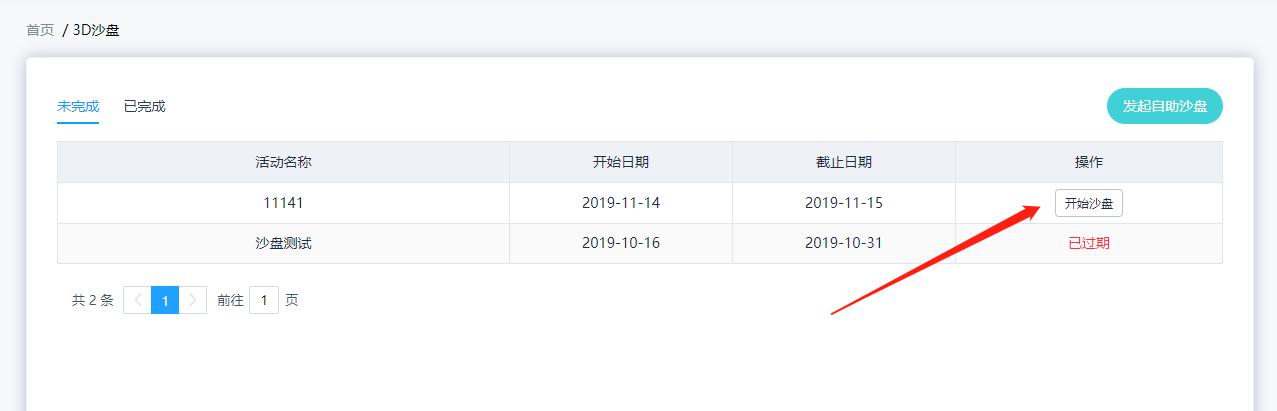 首页 / 3D沙盘
未完成 已完成 发起自助沙盘
活动名称 开始日期 截止日期 操作
11141 2019-11-14 2019-11-15 开始沙盘
沙盘测试 2019-10-16 2019-10-31 已过期
共 2 条 1 前往 1 页